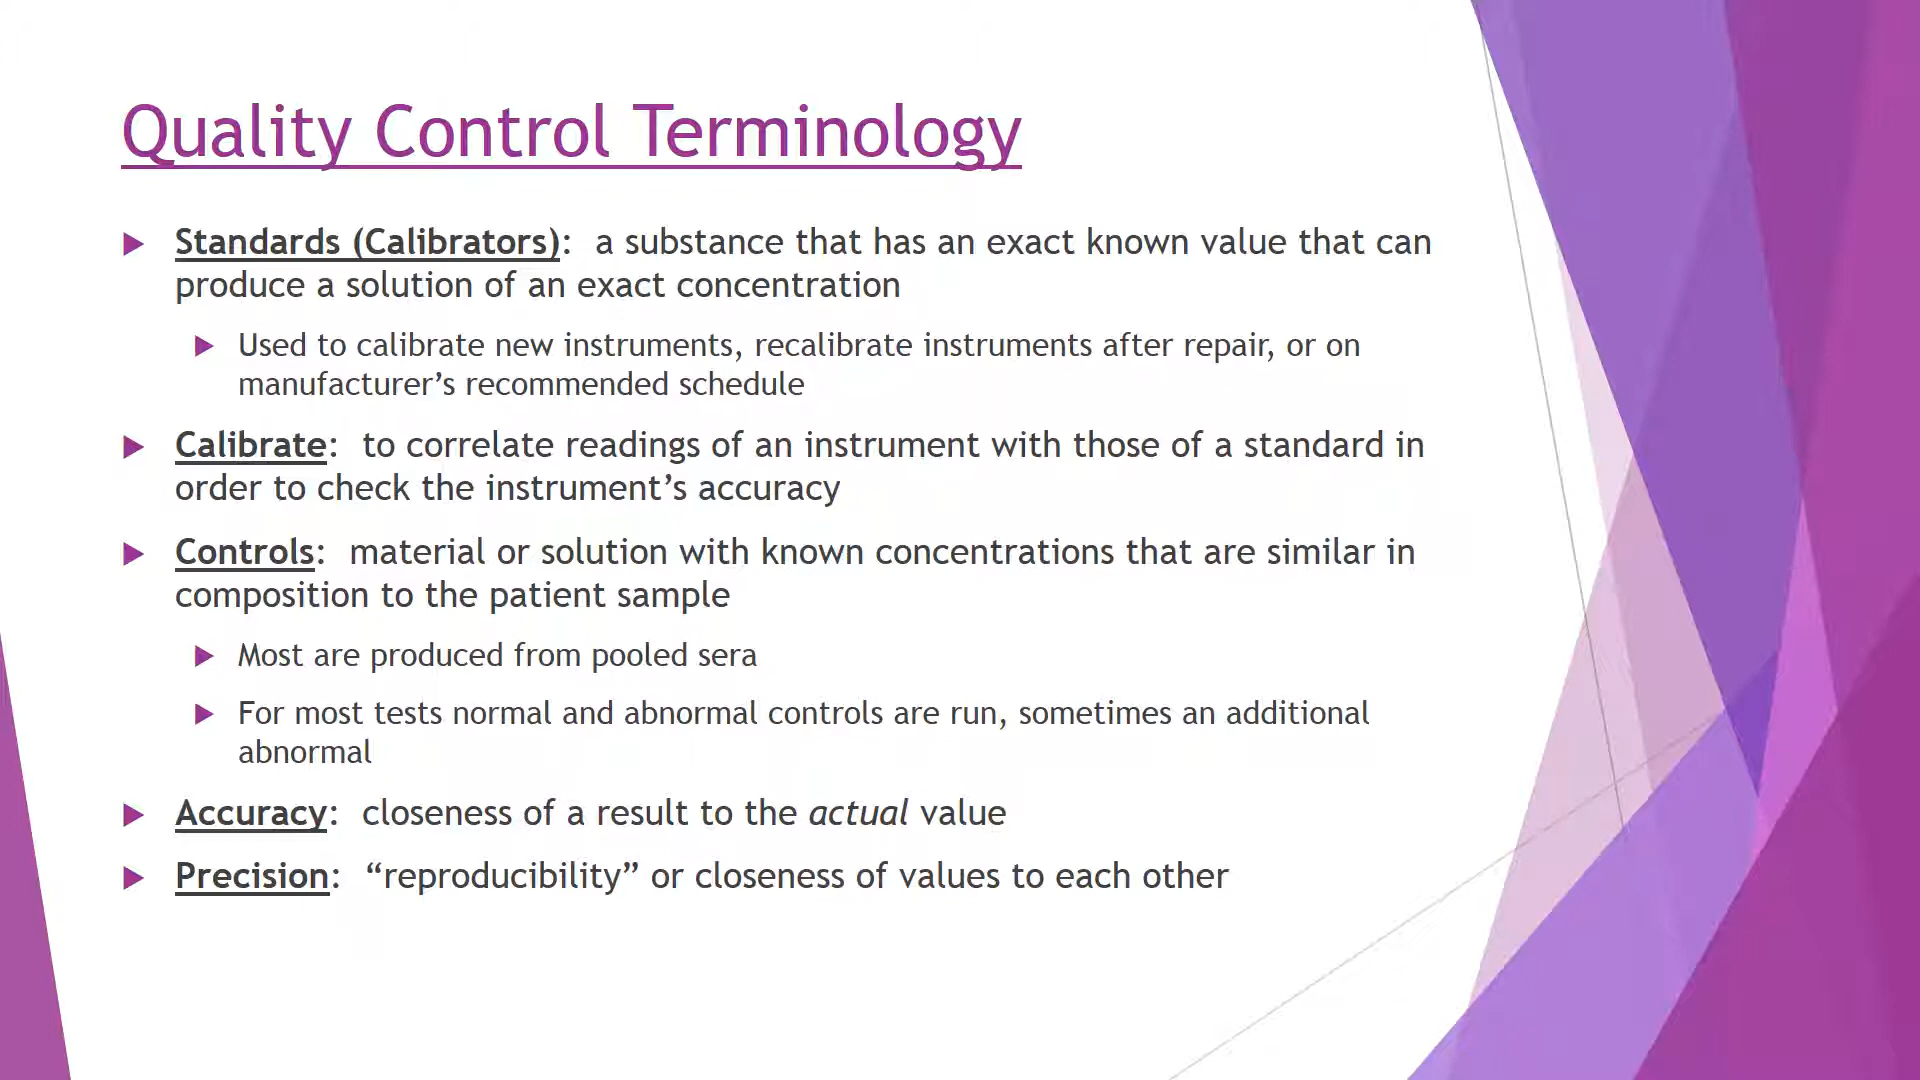 Quality Control Terminology
Standards (Calibrators):  a substance that has an exact known value that can
produce a solution of an exact concentration
Used to calibrate new instruments, recalibrate instruments after repair, or on
manufacturer’s recommended schedule
Calibrate:  to correlate readings of an instrument with those of a standard in
order to check the instrument’s accuracy
Controls:  material or solution with known concentrations that are similar in
composition to the patient sample
Most are produced from pooled sera
For most tests normal and abnormal controls are run, sometimes an additional
abnormal
Accuracy:  closeness of a result to the actual value
Precision:  “reproducibility” or closeness of values to each other